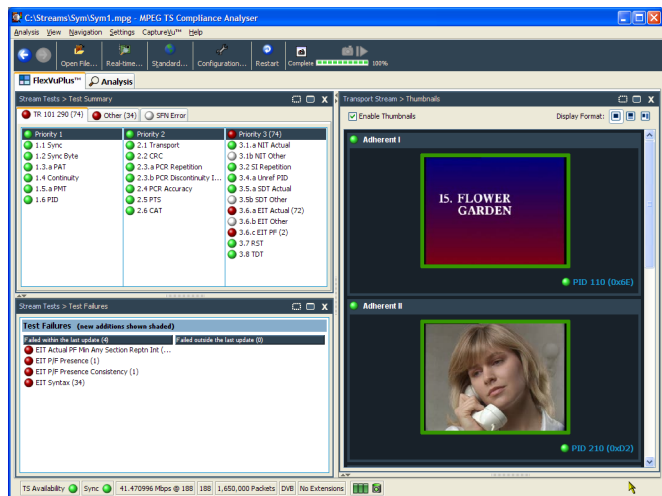 C:\Streams\Sym\Sym1.mpg - MPEG TS Compliance Analyser
Analysis View Navigation Settings CaptureVu™ Help
Open File... Real-time... Standard... Configuration... Restart Complete 100%
FlexVuPlus™ Analysis
Stream Tests > Test Summary
TR 101 290 (74) Other (34) SFN Error
Priority 1
1.1 Sync
1.2 Sync Byte
1.3.a PAT
1.4 Continuity
1.5.a PMT
1.6 PID
Priority 2
2.1 Transport
2.2 CRC
2.3.a PCR Repetition
2.3.b PCR Discontinuity I...
2.4 PCR Accuracy
2.5 PTS
2.6 CAT
Priority 3 (74)
3.1.a NIT Actual
3.1b NIT Other
3.2 SI Repetition
3.4.a Unref PID
3.5.a SDT Actual
3.5b SDT Other
3.6.a EIT Actual (72)
3.6.b EIT Other
3.6.c EIT PF (2)
3.7 RST
3.8 TDT
Stream Tests > Test Failures
Test Failures (new additions shown shaded)
Failed within the last update (4) Failed outside the last update (0)
EIT Actual PF Min Any Section Reptn Int (...
EIT P/F Presence (1)
EIT P/F Presence Consistency (1)
EIT Syntax (34)
Transport Stream > Thumbnails
Enable Thumbnails Display Format:
Adherent I
15. FLOWER
GARDEN
PID 110 (0x6E)
Adherent II
PID 210 (0xD2)
TS Availability Sync 41.470996 Mbps @ 188 188 1,650,000 Packets DVB No Extensions